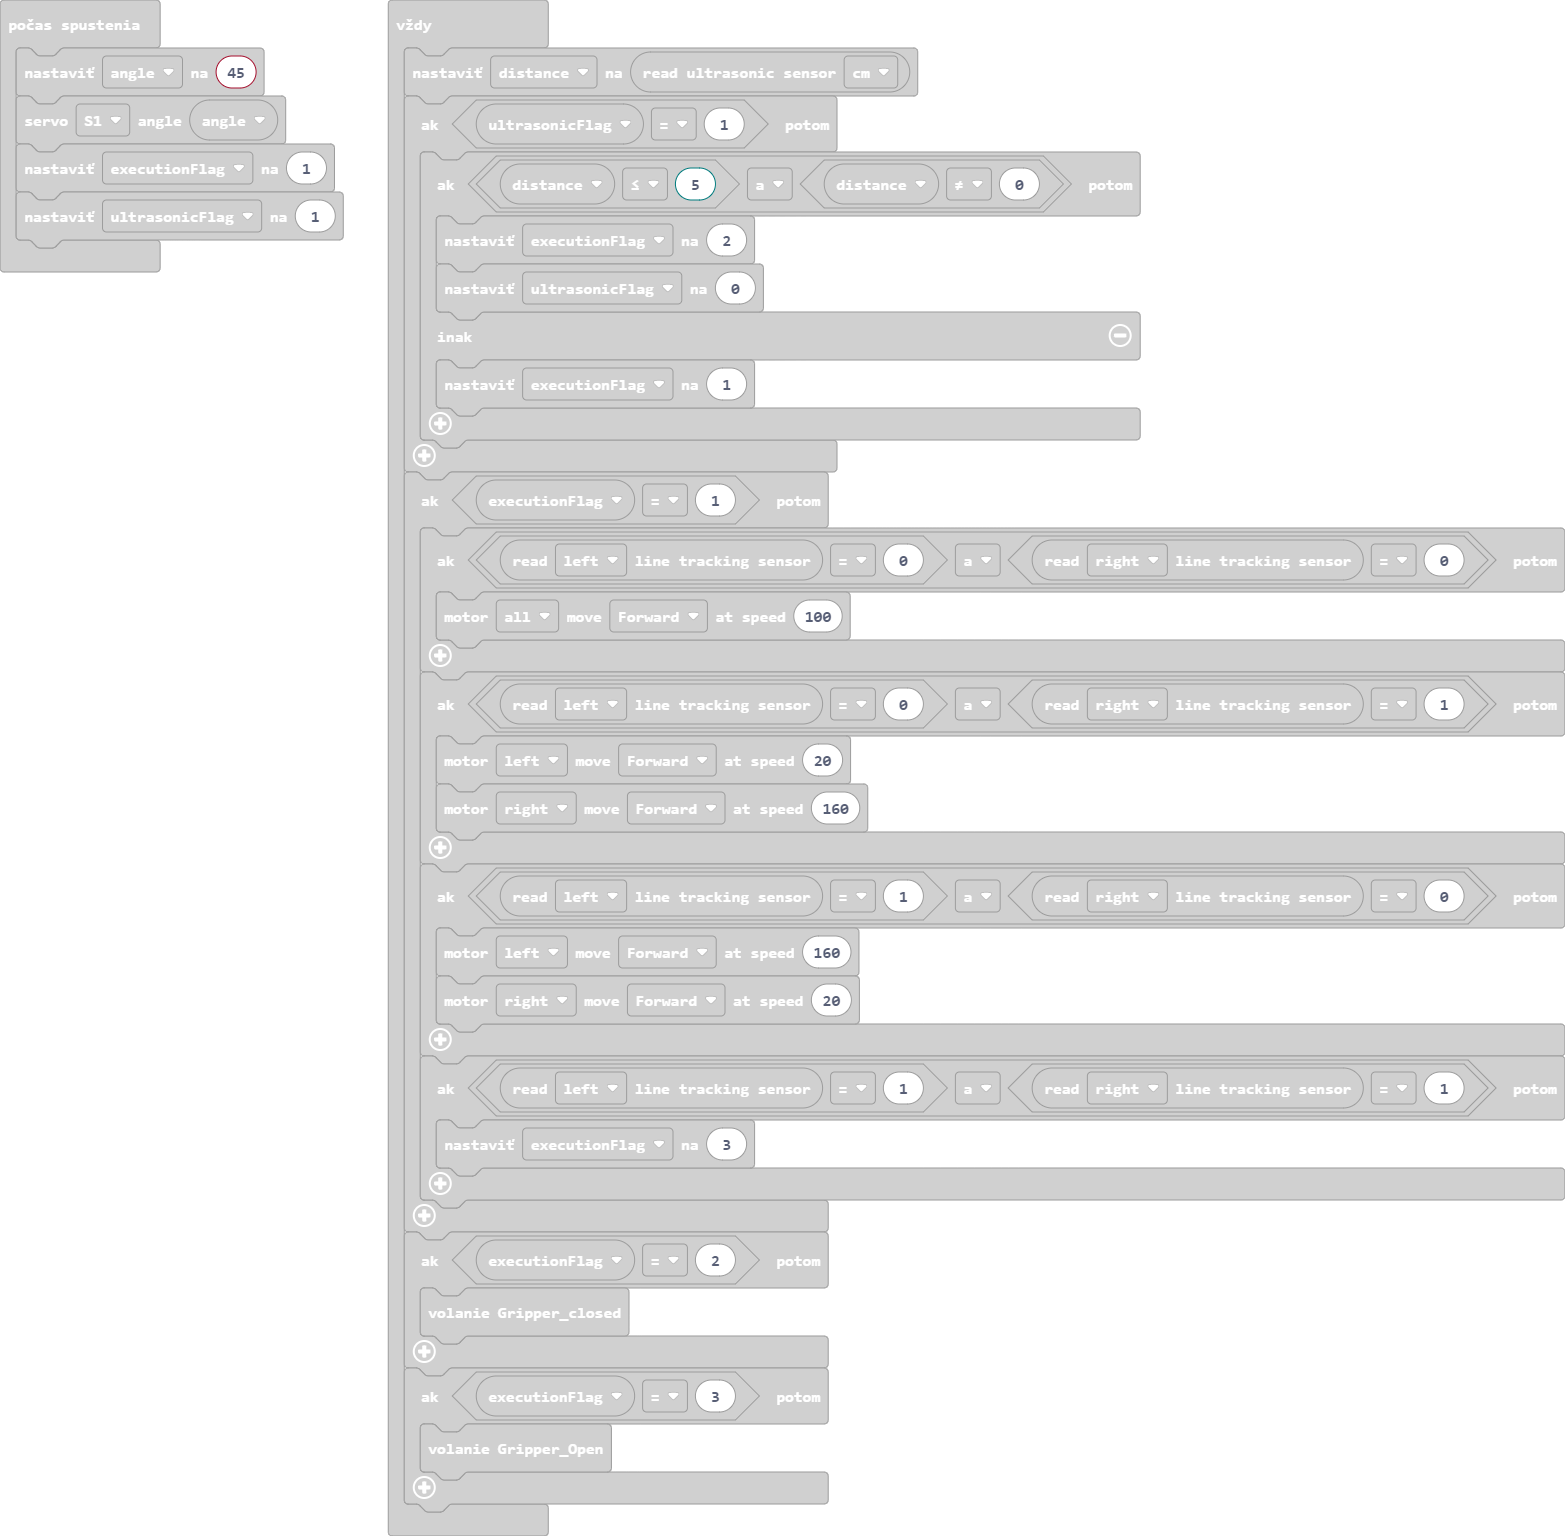 počas spustenia
nastaviť angle na 45
servo S1 angle angle
nastaviť executionFlag na 1
nastaviť ultrasonicFlag na 1
vždy
nastaviť distance na read ultrasonic sensor cm
ak ultrasonicFlag = 1 potom
ak distance ≤ 5 a distance ≠ 0 potom
nastaviť executionFlag na 2
nastaviť ultrasonicFlag na 0
inak
nastaviť executionFlag na 1
ak executionFlag = 1 potom
ak read left line tracking sensor = 0 a read right line tracking sensor = 0 potom
motor all move Forward at speed 100
ak read left line tracking sensor = 0 a read right line tracking sensor = 1 potom
motor left move Forward at speed 20
motor right move Forward at speed 160
ak read left line tracking sensor = 1 a read right line tracking sensor = 0 potom
motor left move Forward at speed 160
motor right move Forward at speed 20
ak read left line tracking sensor = 1 a read right line tracking sensor = 1 potom
nastaviť executionFlag na 3
ak executionFlag = 2 potom
volanie Gripper_closed
ak executionFlag = 3 potom
volanie Gripper_Open